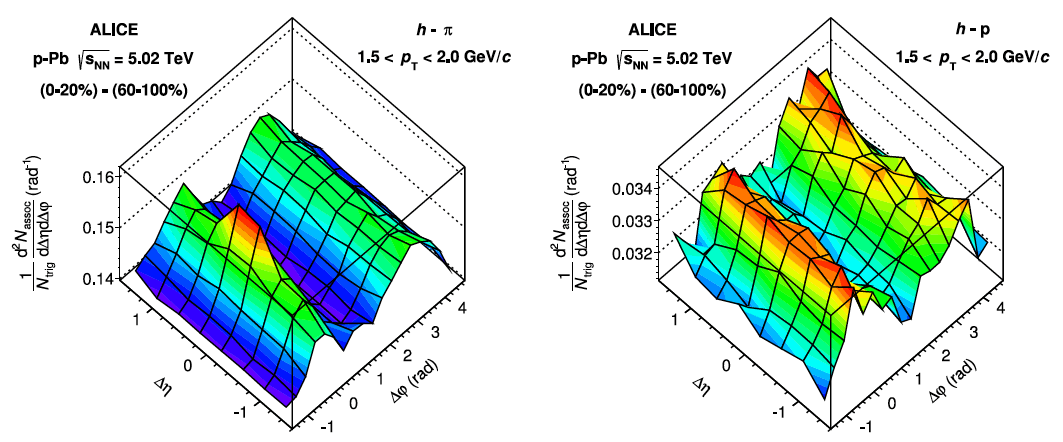 ALICE
p-Pb √sNN = 5.02 TeV
(0-20%) - (60-100%)
h - π
1.5 < pT < 2.0 GeV/c
1/Ntrig d²Nassoc/dΔηdΔφ (rad⁻¹)
0.16
0.15
0.14
1
0
-1
Δη
-1
0
1
2
3
4
Δφ (rad)
ALICE
p-Pb √sNN = 5.02 TeV
(0-20%) - (60-100%)
h - p
1.5 < pT < 2.0 GeV/c
1/Ntrig d²Nassoc/dΔηdΔφ (rad⁻¹)
0.034
0.033
0.032
1
0
-1
Δη
-1
0
1
2
3
4
Δφ (rad)